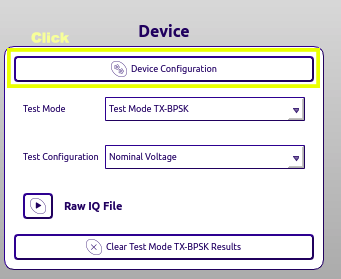 Device
Click
Device Configuration
Test Mode Test Mode TX-BPSK
Test Configuration Nominal Voltage
Raw IQ File
Clear Test Mode TX-BPSK Results